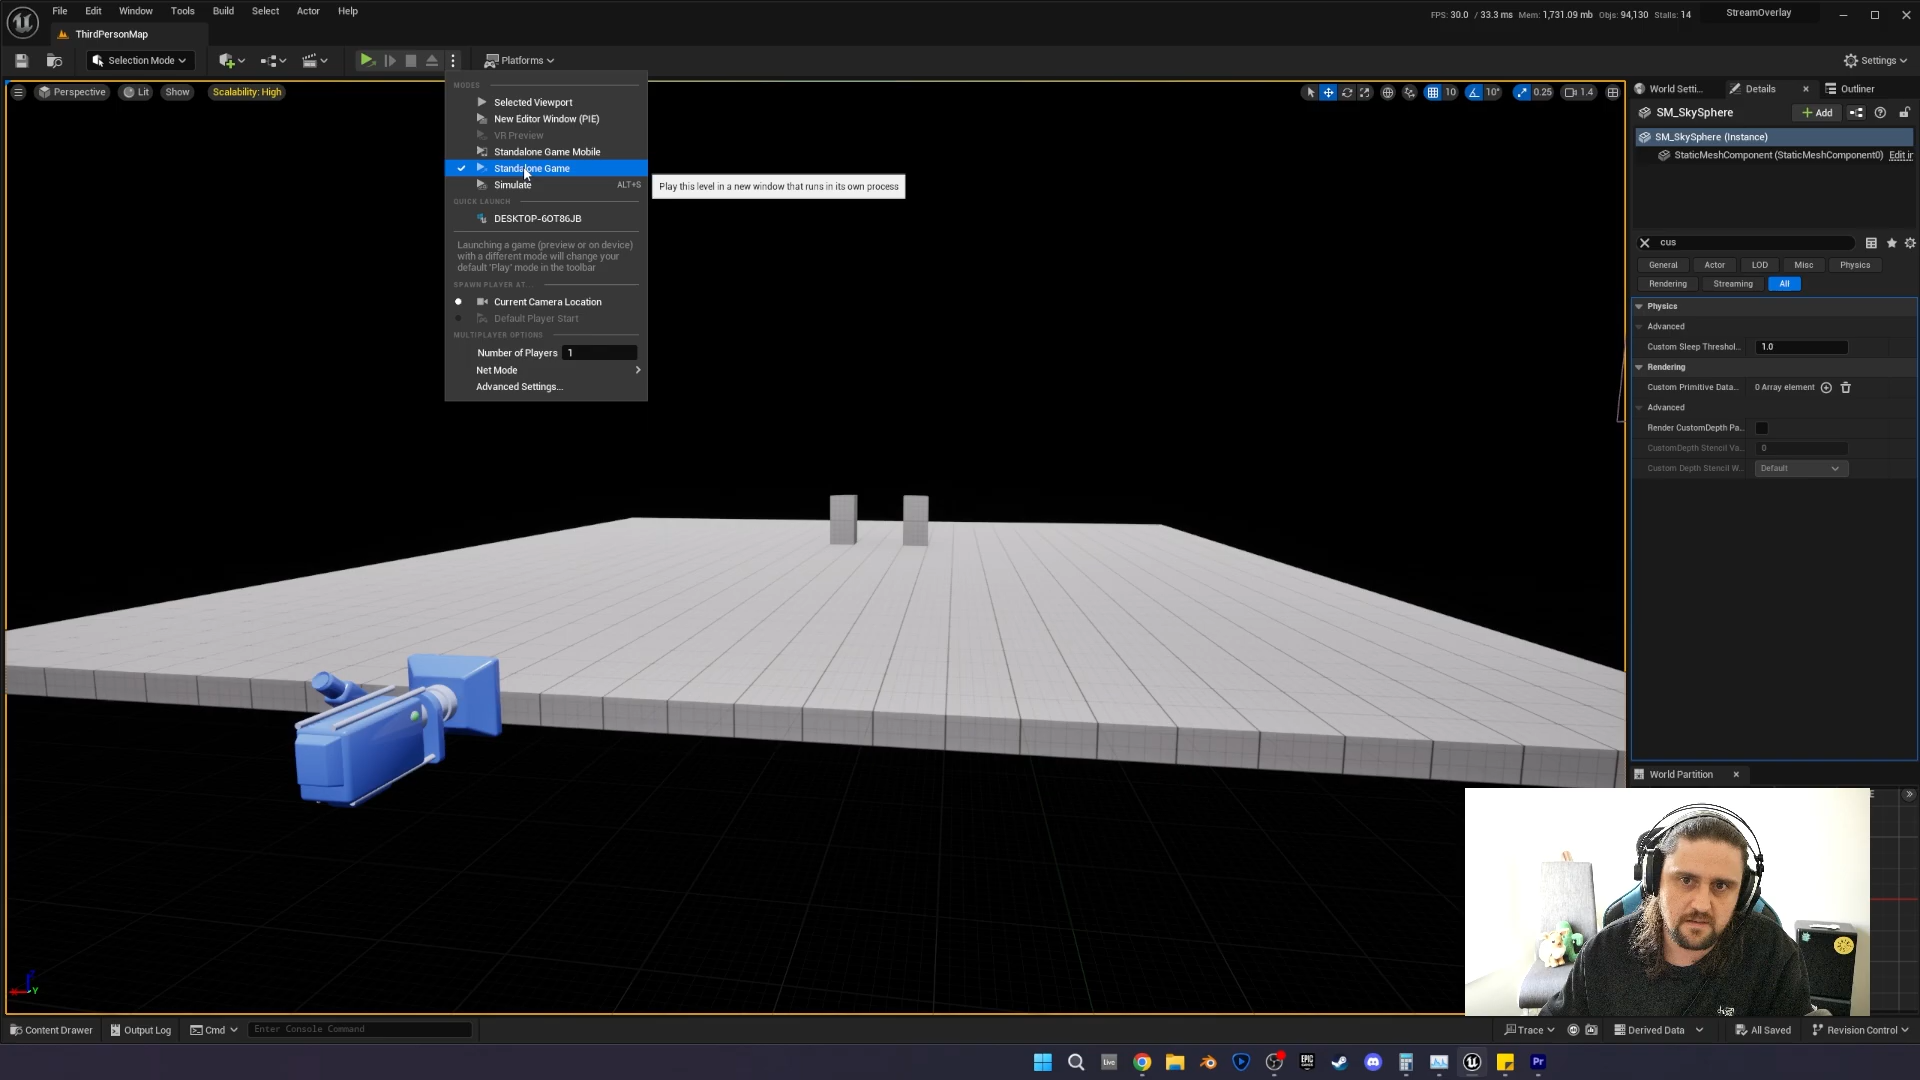 File Edit Window Tools Build Select Actor Help
FPS: 30.0 / 33.3 ms Mem: 1,731.09 mb Objs: 94,130 Stalls: 14
StreamOverlay
ThirdPersonMap
Selection Mode
Platforms
Settings
Perspective
Lit
Show
Scalability: High
10
10°
0.25
1.4
MODES
Selected Viewport
New Editor Window (PIE)
VR Preview
Standalone Game Mobile
Standalone Game
Simulate ALT+S
Play this level in a new window that runs in its own process
QUICK LAUNCH
DESKTOP-6OT86JB
Launching a game (preview or on device)
with a different mode will change your
default 'Play' mode in the toolbar
SPAWN PLAYER AT...
Current Camera Location
Default Player Start
MULTIPLAYER OPTIONS
Number of Players 1
Net Mode
Advanced Settings...
World Setti...
Details
Outliner
SM_SkySphere
Add
SM_SkySphere (Instance)
StaticMeshComponent (StaticMeshComponent0) Edit in
cus
General Actor LOD Misc Physics
Rendering Streaming All
Physics
Advanced
Custom Sleep Threshol.. 1.0
Rendering
Custom Primitive Data... 0 Array element
Advanced
Render CustomDepth Pa..
CustomDepth Stencil Va.. 0
Custom Depth Stencil W.. Default
World Partition
Y
Content Drawer
Output Log
Cmd
Enter Console Command
Trace
Derived Data
All Saved
Revision Control
Live
EPIC
GAMES
Pr